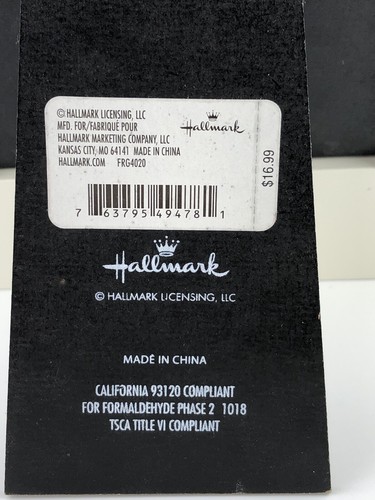 © HALLMARK LICENSING, LLC
MFD. FOR/FABRIQUÉ POUR
HALLMARK MARKETING COMPANY, LLC
KANSAS CITY, MO 64141 MADE IN CHINA
HALLMARK.COM FRG4020
Hallmark
$16.99
7 63795 49478 1
Hallmark
© HALLMARK LICENSING, LLC
MADE IN CHINA
CALIFORNIA 93120 COMPLIANT
FOR FORMALDEHYDE PHASE 2 1018
TSCA TITLE VI COMPLIANT